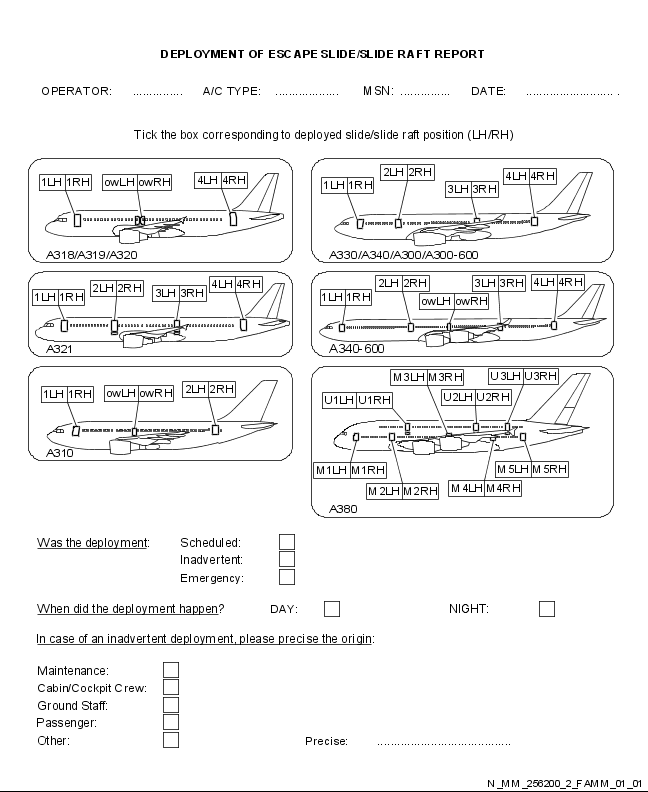 DEPLOYMENT OF ESCAPE SLIDE/SLIDE RAFT REPORT
OPERATOR: ............... A/C TYPE: ................... MSN: ............... DATE: .......................... .
Tick the box corresponding to deployed slide/slide raft position (LH/RH)
1LH 1RH owLH owRH 4LH 4RH
A318/A319/A320
1LH 1RH 2LH 2RH 3LH 3RH 4LH 4RH
A330/A340/A300/A300-600
1LH 1RH 2LH 2RH 3LH 3RH 4LH 4RH
A321
1LH 1RH 2LH 2RH owLH owRH 3LH 3RH 4LH 4RH
A340-600
1LH 1RH owLH owRH 2LH 2RH
A310
M3LH M3RH U3LH U3RH
U1LH U1RH U2LH U2RH
M1LH M1RH M5LH M5RH
M2LH M2RH M4LH M4RH
A380
Was the deployment: Scheduled:
Inadvertent:
Emergency:
When did the deployment happen? DAY: NIGHT:
In case of an inadvertent deployment, please precise the origin:
Maintenance:
Cabin/Cockpit Crew:
Ground Staff:
Passenger:
Other: Precise: ........................................
N_MM_256200_2_FAMM_01_01